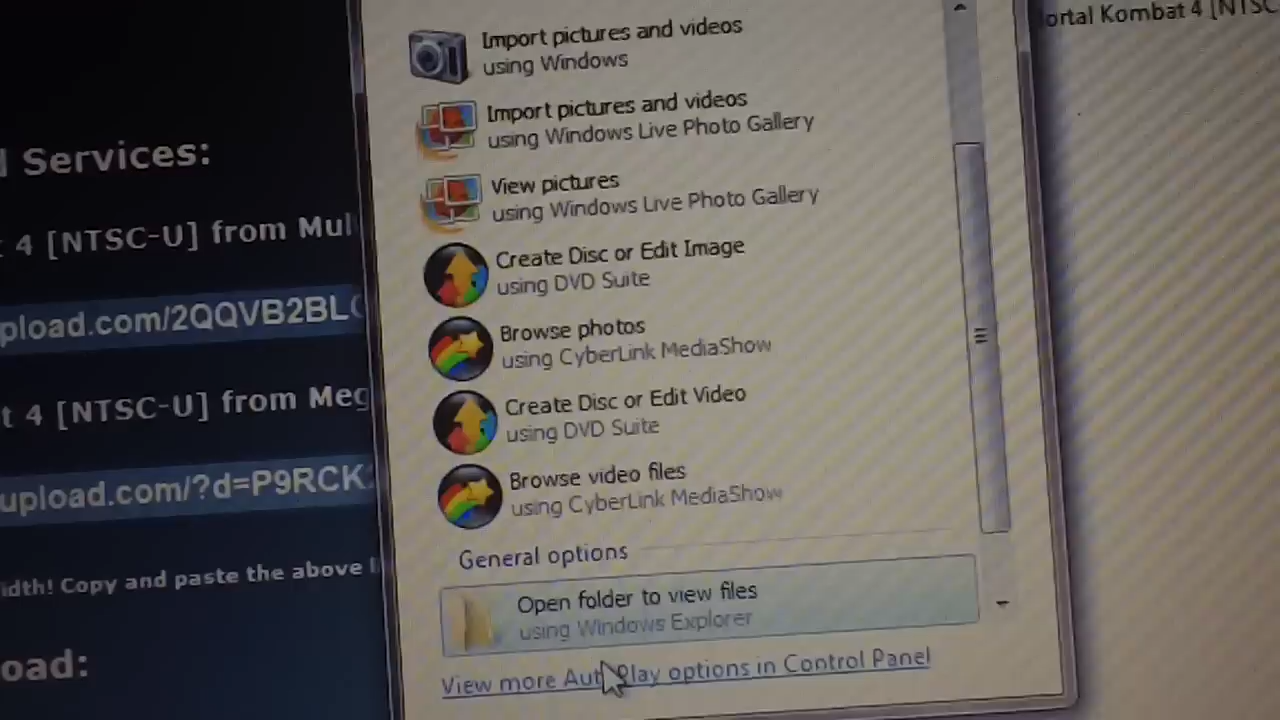 ortal Kombat 4 [NTSC
Import pictures and videos
using Windows
Import pictures and videos
using Windows Live Photo Gallery
View pictures
using Windows Live Photo Gallery
Create Disc or Edit Image
using DVD Suite
Browse photos
using CyberLink MediaShow
Create Disc or Edit Video
using DVD Suite
Browse video files
using CyberLink MediaShow
General options
Open folder to view files
using Windows Explorer
View more AutoPlay options in Control Panel
Services:
4 [NTSC-U] from Mul
pload.com/2QQVB2BL
t 4 [NTSC-U] from Meg
upload.com/?d=P9RCK
idth! Copy and paste the above
oad: